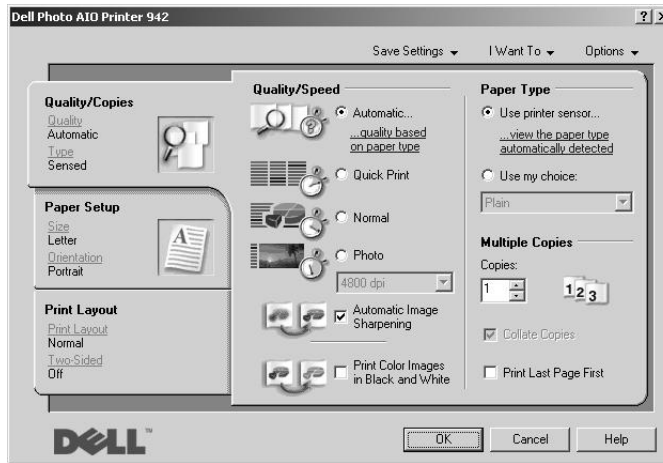 Dell Photo AIO Printer 942
Save Settings
I Want To
Options
Quality/Copies
Quality
Automatic
Type
Sensed
Paper Setup
Size
Letter
Orientation
Portrait
Print Layout
Print Layout
Normal
Two-Sided
Off
Quality/Speed
Automatic...
...quality based
on paper type
Quick Print
Normal
Photo
4800 dpi
Automatic Image
Sharpening
Print Color Images
in Black and White
Paper Type
Use printer sensor...
...view the paper type
automatically detected
Use my choice:
Plain
Multiple Copies
Copies:
1
1 2 3
Collate Copies
Print Last Page First
DELL™
OK
Cancel
Help